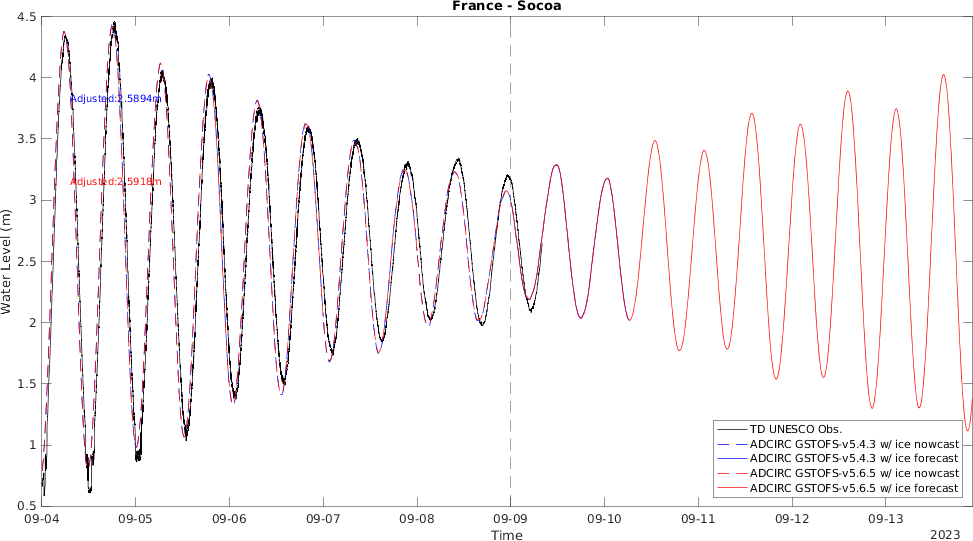 France - Socoa
4.5
4
3.5
3
2.5
2
1.5
1
0.5
Water Level (m)
Adjusted:2.5894m
Adjusted:2.5918m
TD UNESCO Obs.
ADCIRC GSTOFS-v5.4.3 w/ ice nowcast
ADCIRC GSTOFS-v5.4.3 w/ ice forecast
ADCIRC GSTOFS-v5.6.5 w/ ice nowcast
ADCIRC GSTOFS-v5.6.5 w/ ice forecast
09-04 09-05 09-06 09-07 09-08 09-09 09-10 09-11 09-12 09-13
Time
2023